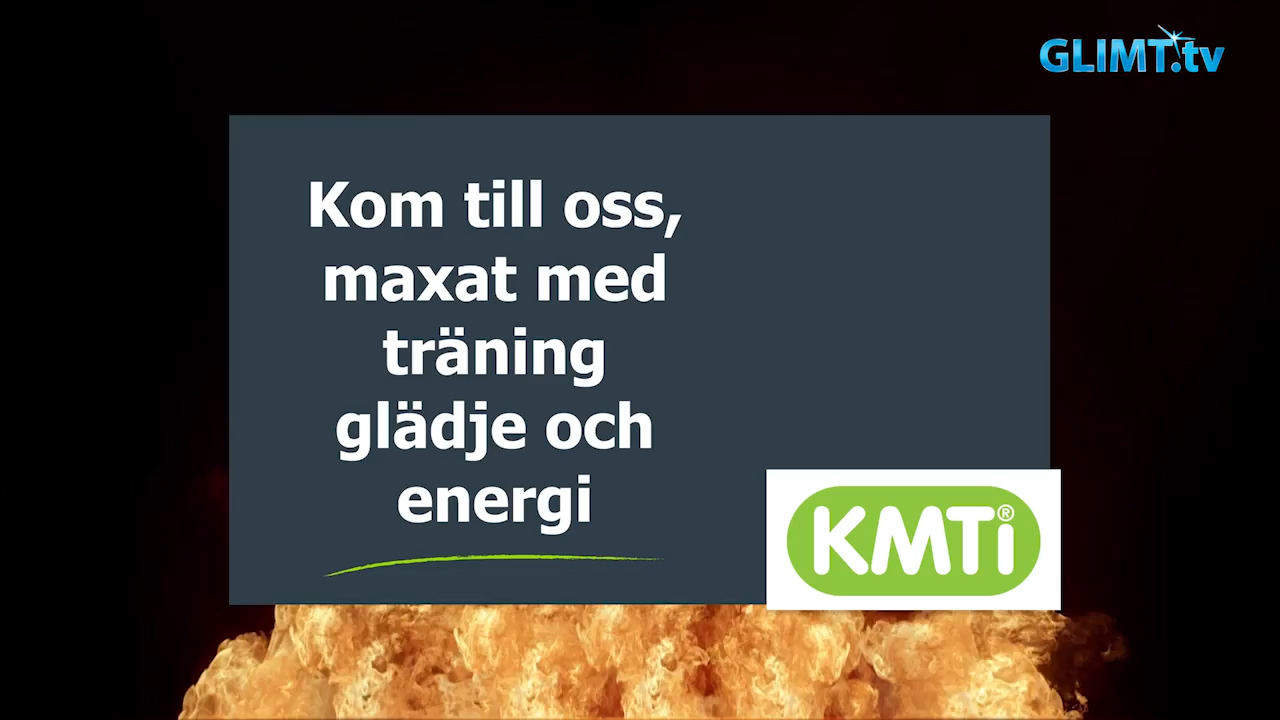 GLIMT.tv
Kom till oss,
maxat med
träning
glädje och
energi
KMTi®